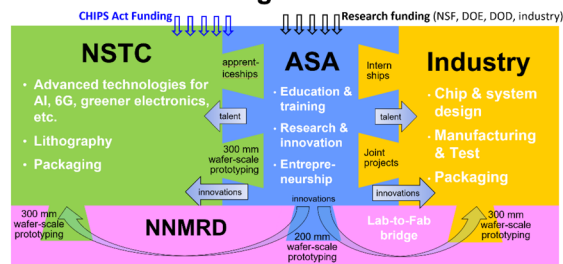 CHIPS Act Funding
Research funding (NSF, DOE, DOD, industry)
NSTC
• Advanced technologies for
AI, 6G, greener electronics,
etc.
• Lithography
• Packaging
apprent-
iceships
talent
300 mm
wafer-scale
prototyping
innovations
ASA
• Education &
training
• Research &
innovation
• Entrepre-
neurship
innovations
Intern
ships
talent
Joint
projects
innovations
Industry
• Chip & system
design
• Manufacturing
& Test
• Packaging
300 mm
wafer-scale
prototyping
NNMRD
200 mm
wafer-scale
prototyping
Lab-to-Fab
bridge
300 mm
wafer-scale
prototyping